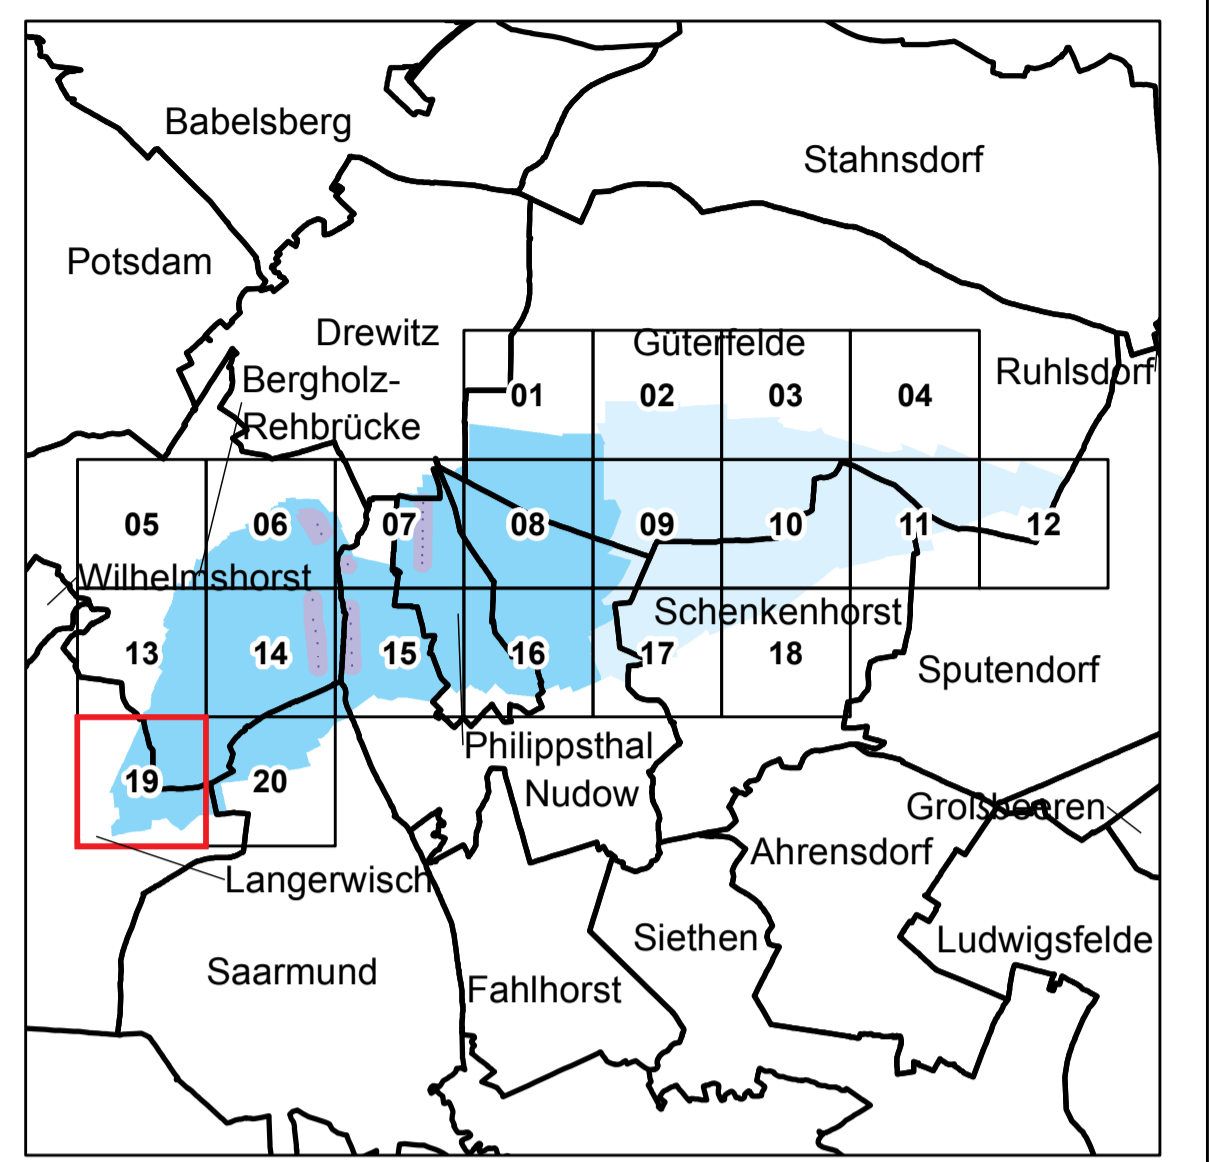 Babelsberg
Stahnsdorf
Potsdam
Drewitz
Güterfelde
Bergholz-
Rehbrücke
Ruhlsdorf
01
02
03
04
05
06
07
08
09
10
11
12
Wilhelmshorst
Schenkenhorst
13
14
15
16
17
18
Sputendorf
Philippsthal
19
20
Nudow
Großbeeren
Ahrensdorf
Langerwisch
Siethen
Ludwigsfelde
Saarmund
Fahlhorst